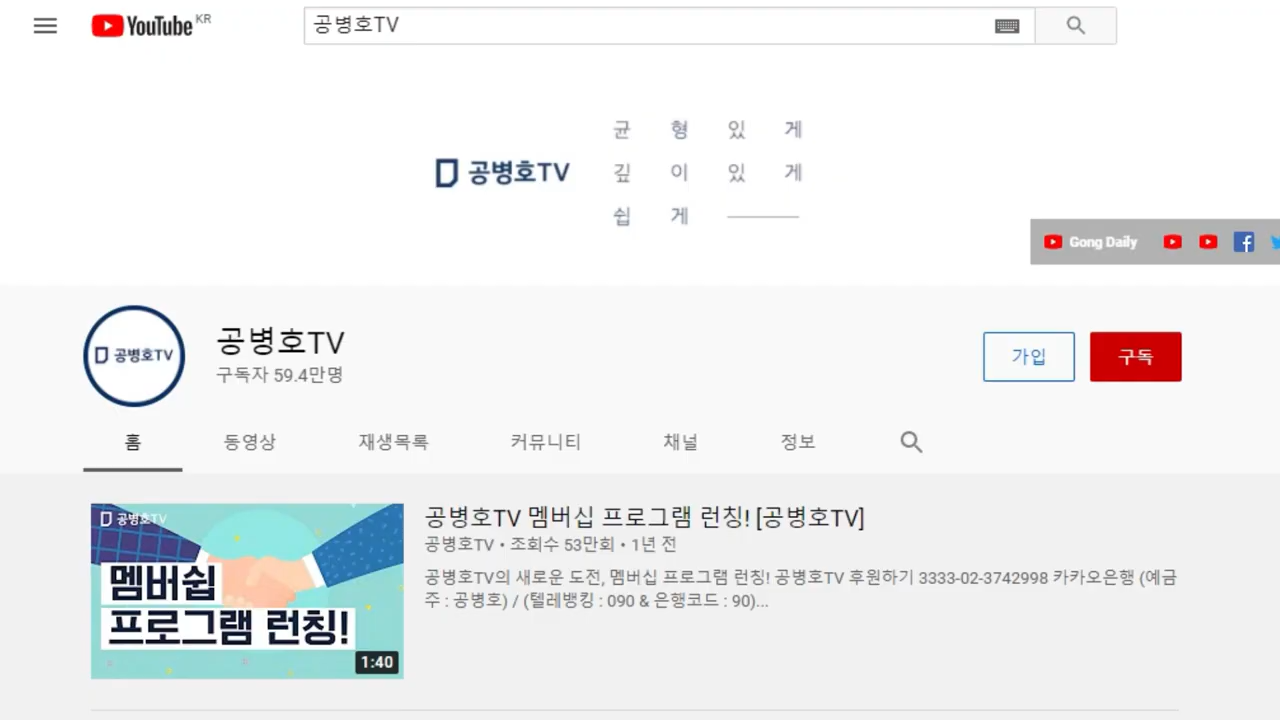 YouTube KR
공병호TV
공병호TV
균 형 있 게
깊 이 있 게
쉽 게
Gong Daily
공병호TV
공병호TV
구독자 59.4만명
가입
구독
홈 동영상 재생목록 커뮤니티 채널 정보
공병호TV
멤버쉽
프로그램 런칭!
1:40
공병호TV 멤버십 프로그램 런칭! [공병호TV]
공병호TV • 조회수 53만회 • 1년 전
공병호TV의 새로운 도전, 멤버십 프로그램 런칭! 공병호TV 후원하기 3333-02-3742998 카카오은행 (예금
주 : 공병호) / (텔레뱅킹 : 090 & 은행코드 : 90)...